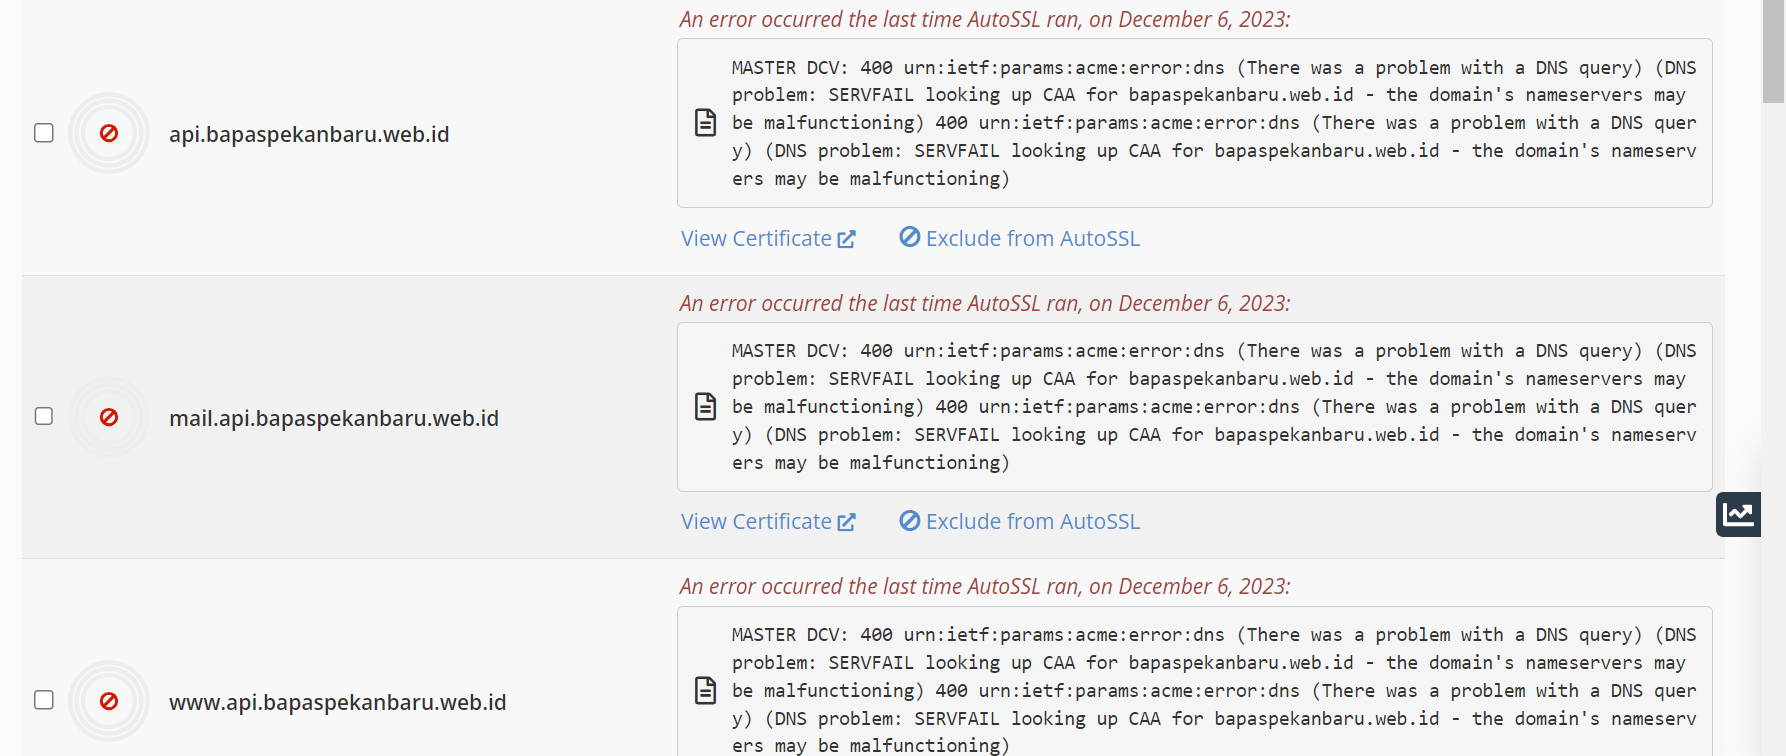 An error occurred the last time AutoSSL ran, on December 6, 2023:
MASTER DCV: 400 urn:ietf:params:acme:error:dns (There was a problem with a DNS query) (DNS
problem: SERVFAIL looking up CAA for bapaspekanbaru.web.id - the domain's nameservers may
be malfunctioning) 400 urn:ietf:params:acme:error:dns (There was a problem with a DNS quer
y) (DNS problem: SERVFAIL looking up CAA for bapaspekanbaru.web.id - the domain's nameserv
ers may be malfunctioning)
api.bapaspekanbaru.web.id
View Certificate Exclude from AutoSSL
An error occurred the last time AutoSSL ran, on December 6, 2023:
MASTER DCV: 400 urn:ietf:params:acme:error:dns (There was a problem with a DNS query) (DNS
problem: SERVFAIL looking up CAA for bapaspekanbaru.web.id - the domain's nameservers may
be malfunctioning) 400 urn:ietf:params:acme:error:dns (There was a problem with a DNS quer
y) (DNS problem: SERVFAIL looking up CAA for bapaspekanbaru.web.id - the domain's nameserv
ers may be malfunctioning)
mail.api.bapaspekanbaru.web.id
View Certificate Exclude from AutoSSL
An error occurred the last time AutoSSL ran, on December 6, 2023:
MASTER DCV: 400 urn:ietf:params:acme:error:dns (There was a problem with a DNS query) (DNS
problem: SERVFAIL looking up CAA for bapaspekanbaru.web.id - the domain's nameservers may
be malfunctioning) 400 urn:ietf:params:acme:error:dns (There was a problem with a DNS quer
y) (DNS problem: SERVFAIL looking up CAA for bapaspekanbaru.web.id - the domain's nameserv
ers may be malfunctioning)
www.api.bapaspekanbaru.web.id